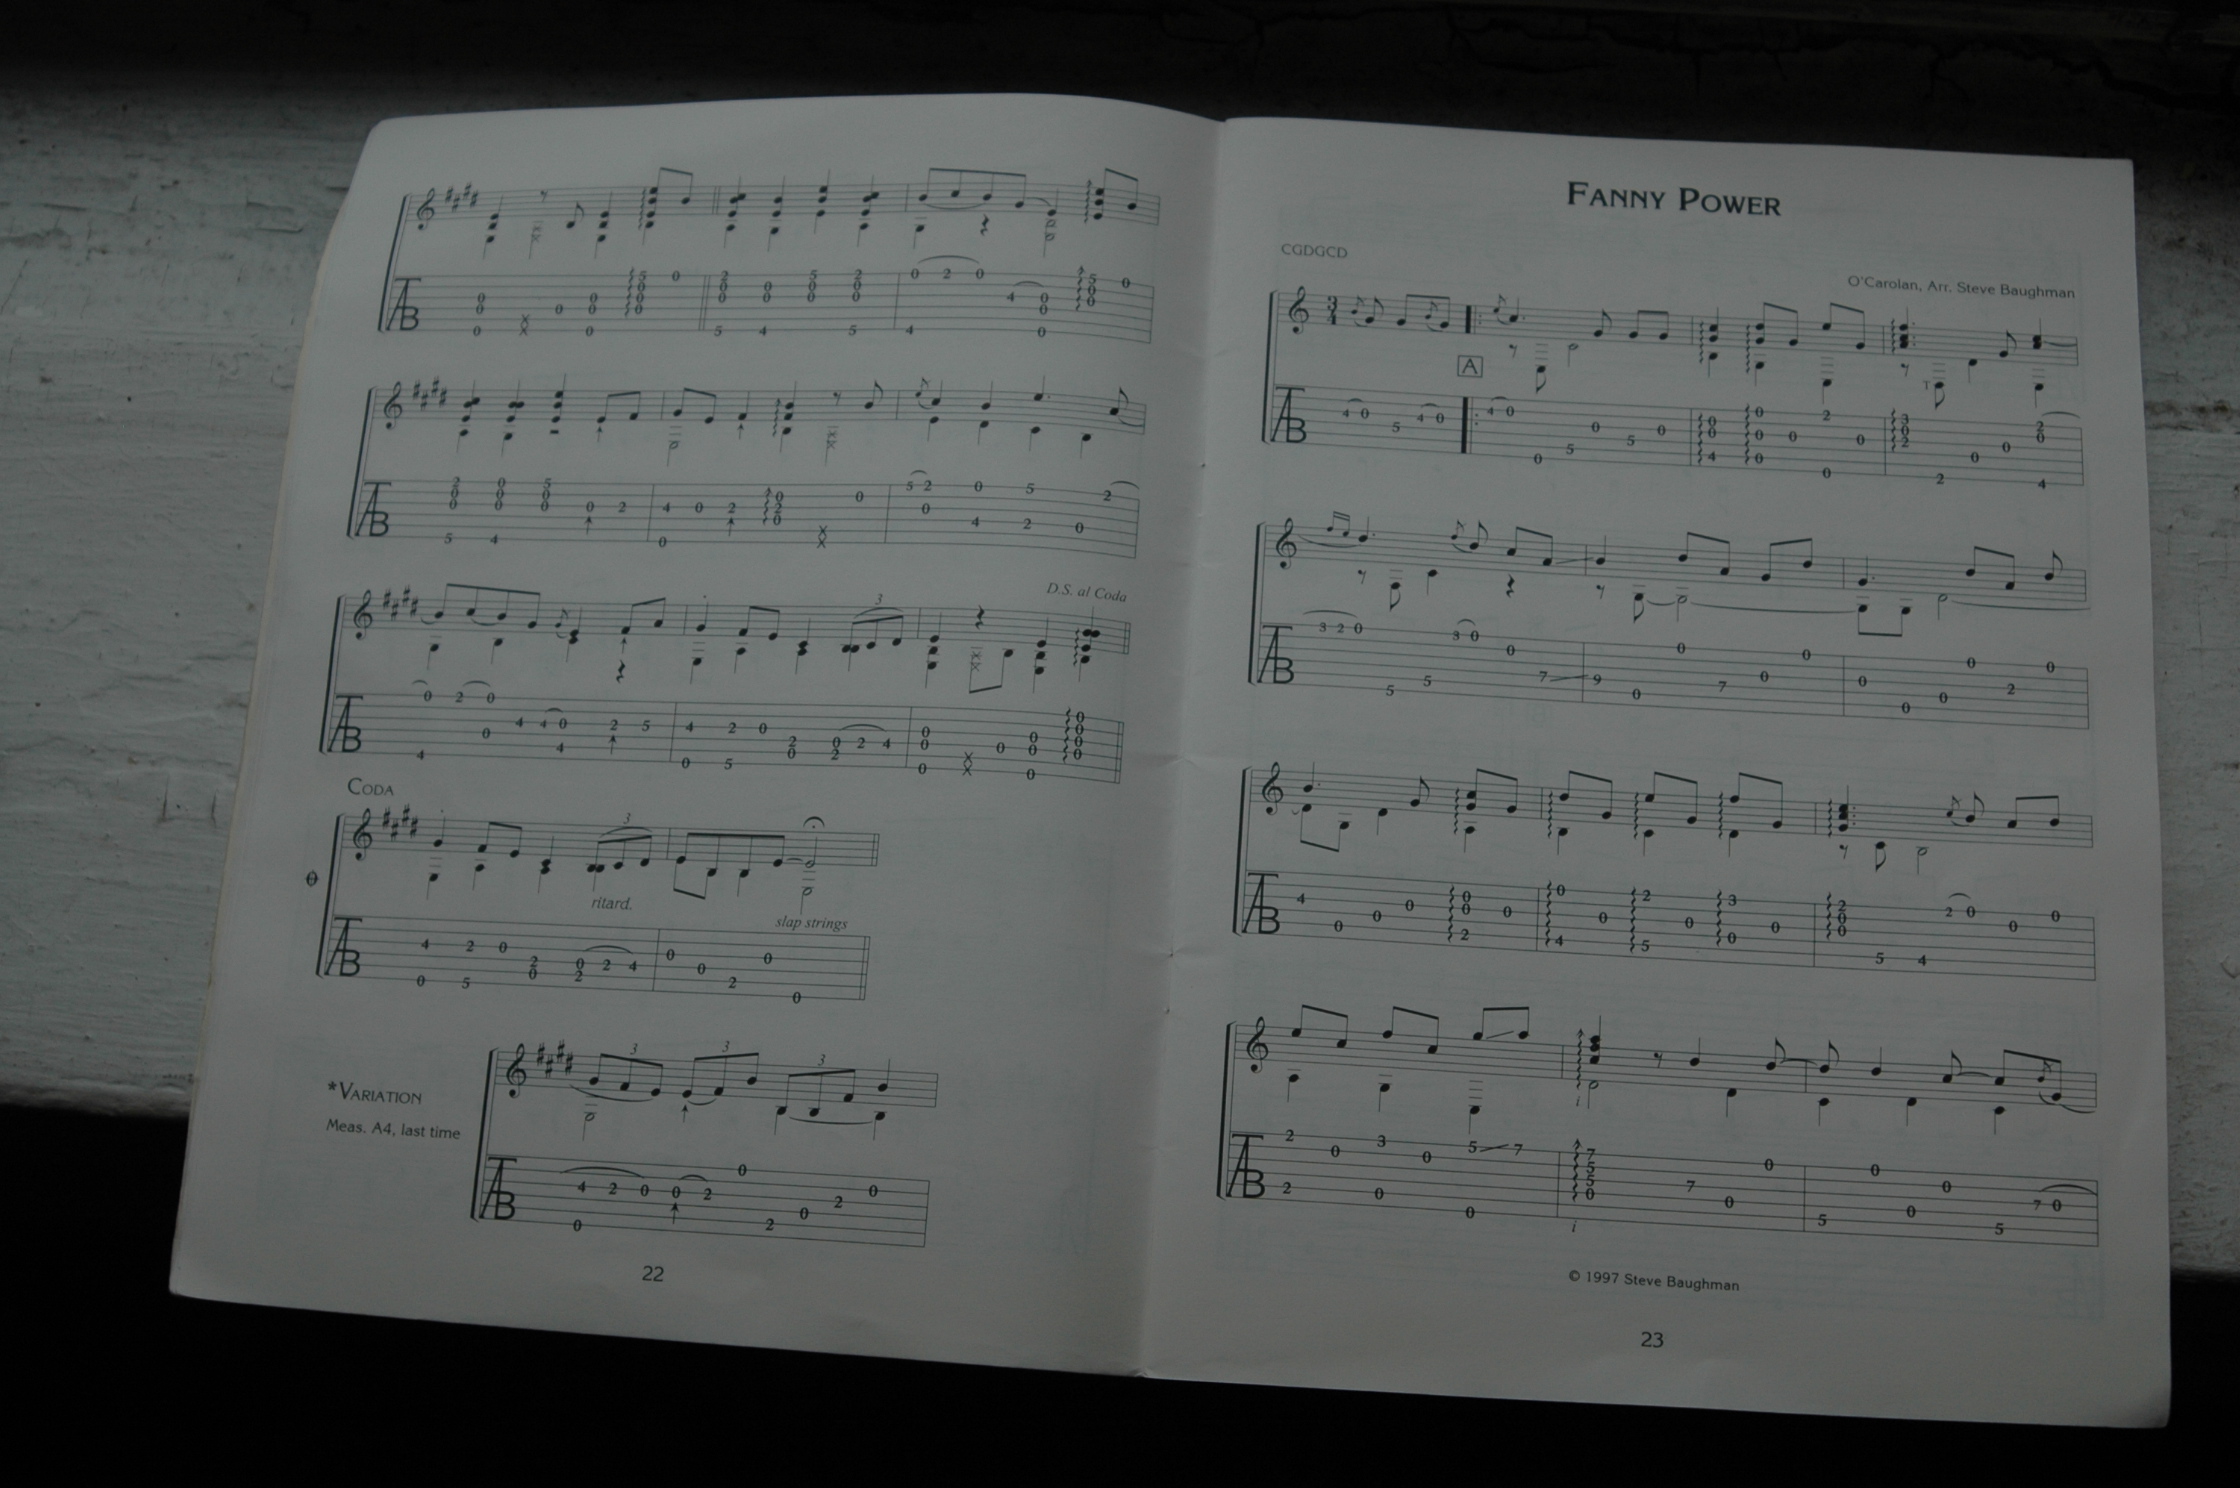 D.S. al Coda
CODA
ritard.
slap strings
*VARIATION
Meas. A4, last time
22
FANNY POWER
CGDGCD
O'Carolan, Arr. Steve Baughman
A
© 1997 Steve Baughman
23